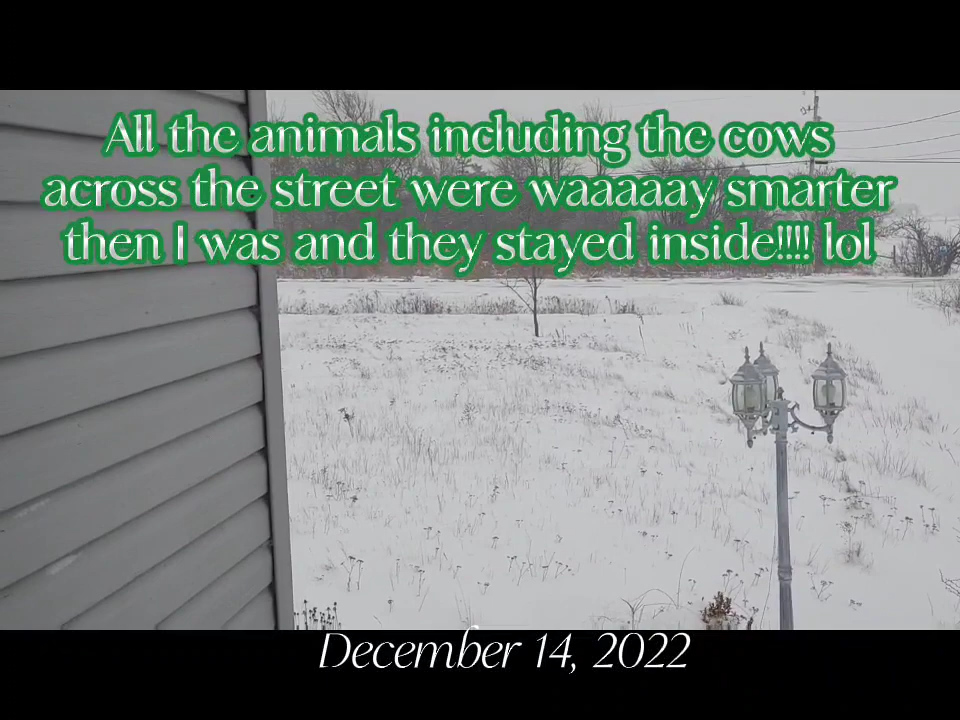 All the animals including the cows
across the street were waaaaay smarter
then I was and they stayed inside!!!! lol
December 14, 2022